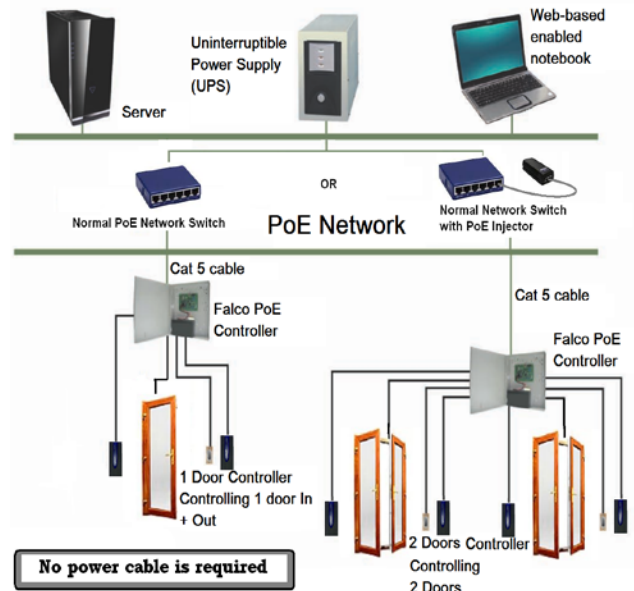 Uninterruptible
Power Supply
(UPS)
Web-based
enabled
notebook
Server
OR
Normal PoE Network Switch
PoE Network
Normal Network Switch
with PoE Injector
Cat 5 cable
Falco PoE
Controller
Cat 5 cable
Falco PoE
Controller
1 Door Controller
Controlling 1 door In
+ Out
2 Doors Controller
Controlling
2 Doors
No power cable is required